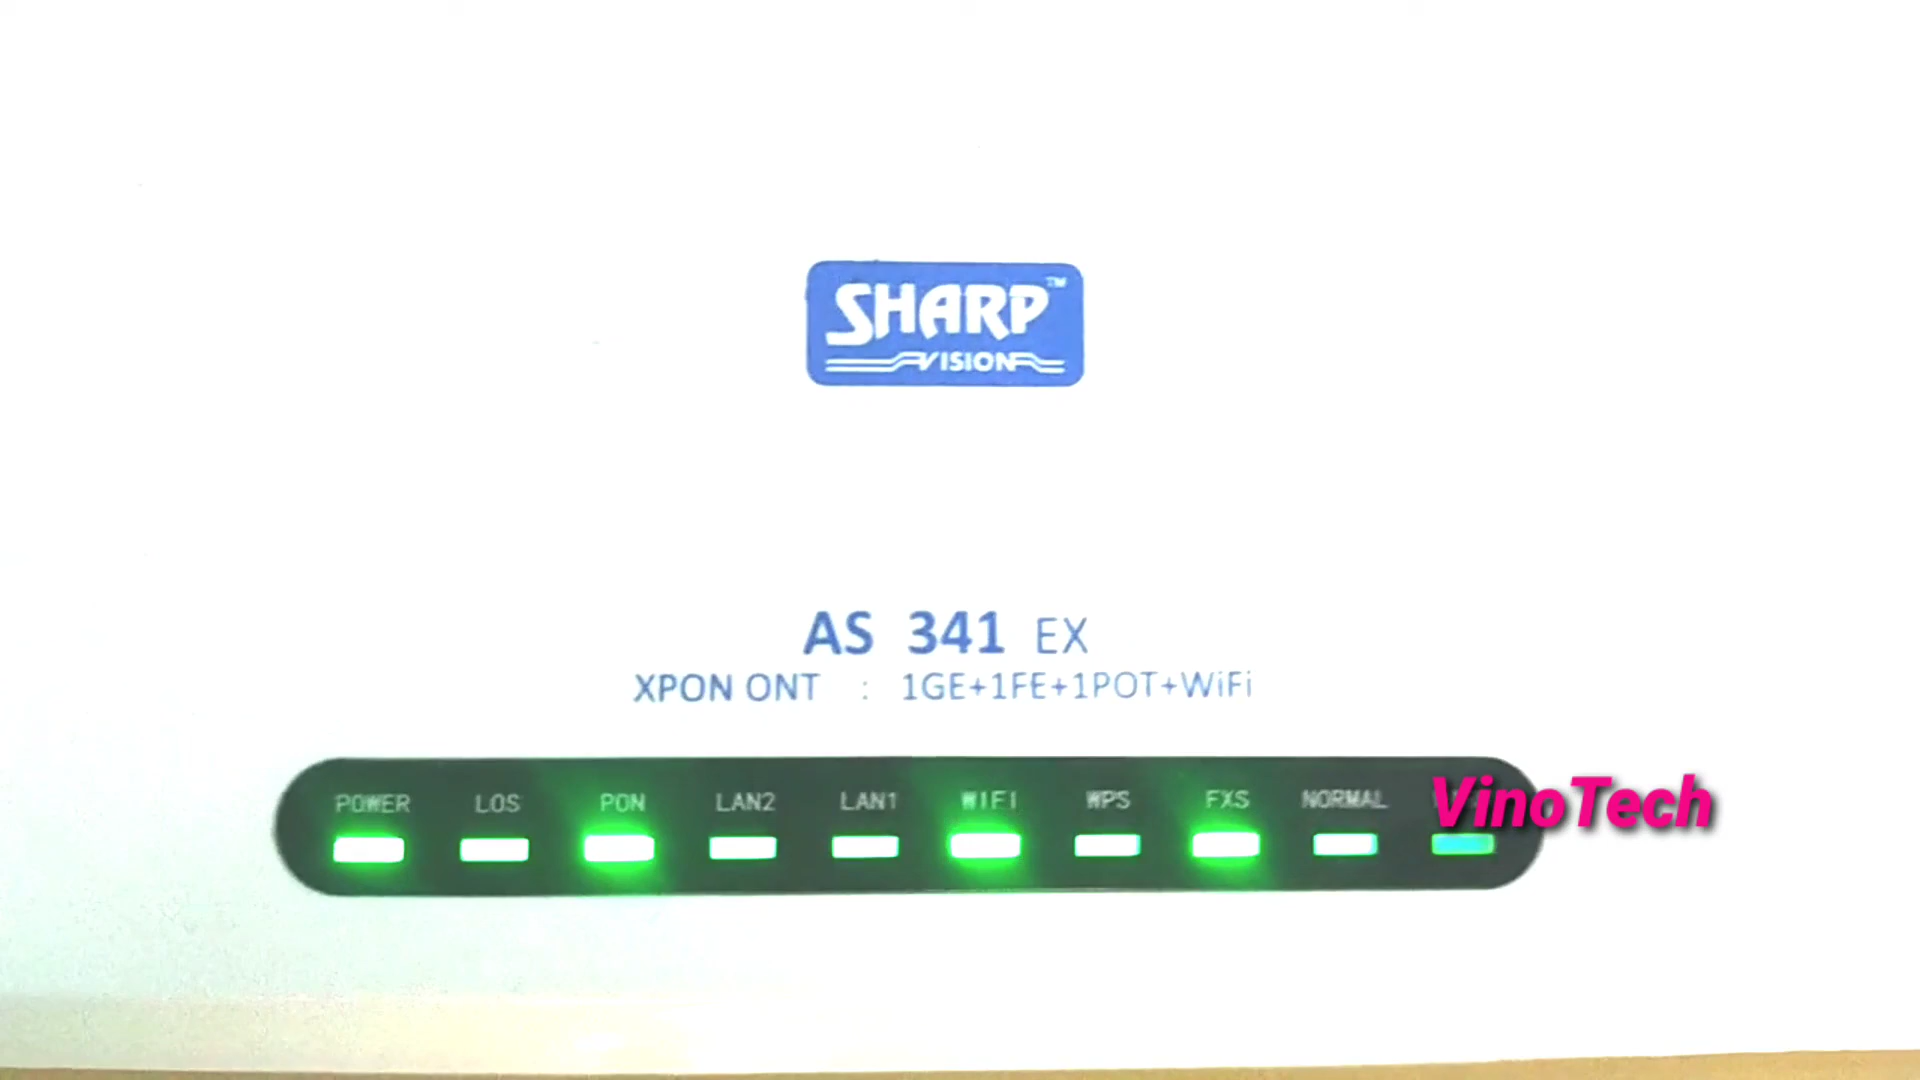 SHARP™
VISION
AS 341 EX
XPON ONT : 1GE+1FE+1POT+WiFi
POWER LOS PON LAN2 LAN1 WIFI WPS FXS NORMAL
VinoTech